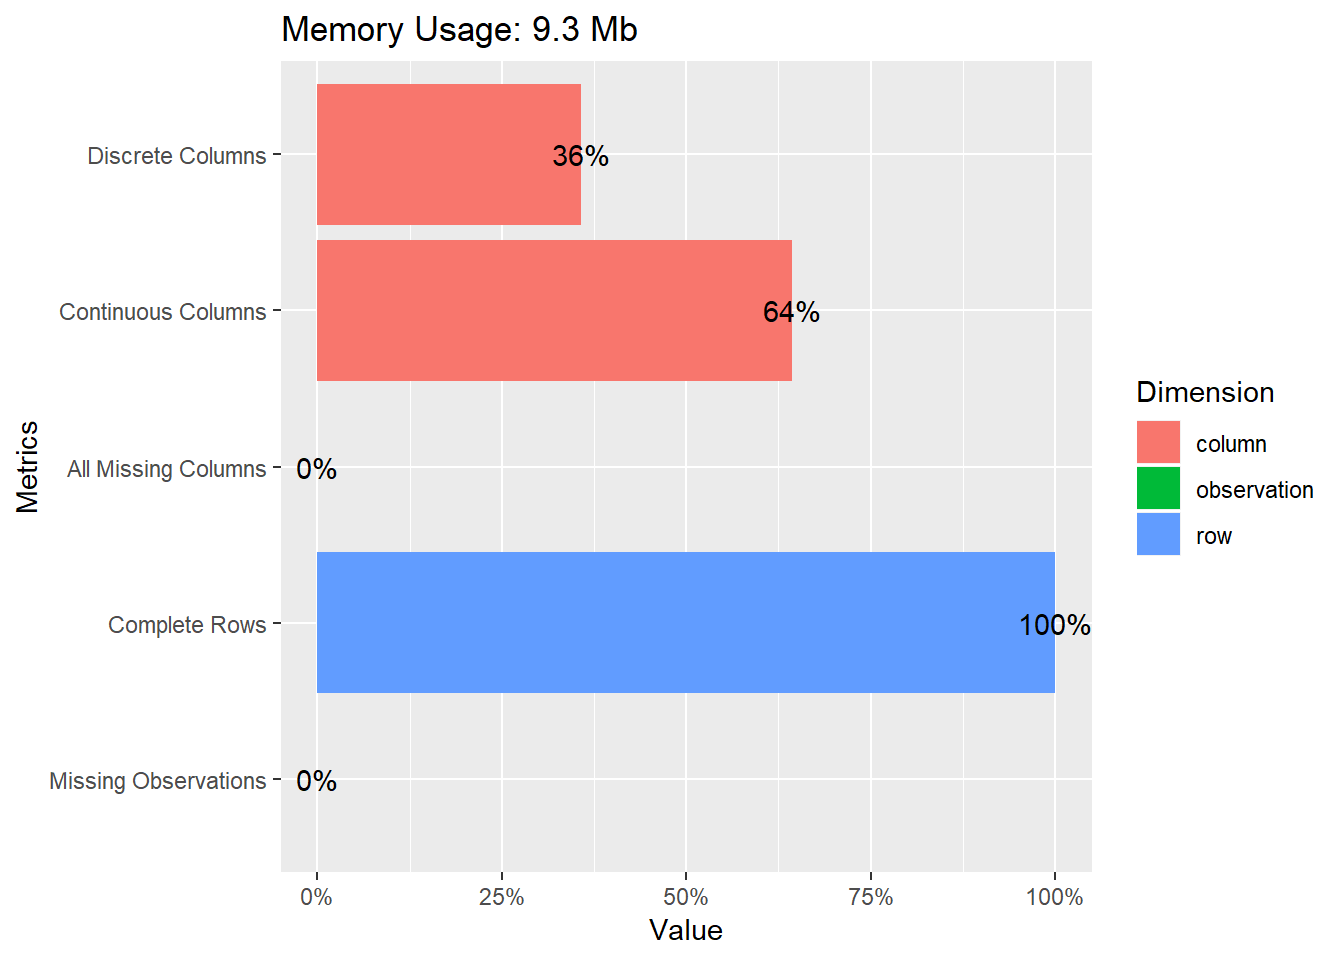 Memory Usage: 9.3 Mb
Discrete Columns
36%
Continuous Columns
64%
All Missing Columns
0%
Complete Rows
100%
Missing Observations
0%
Metrics
0%
25%
50%
75%
100%
Value
Dimension
column
observation
row